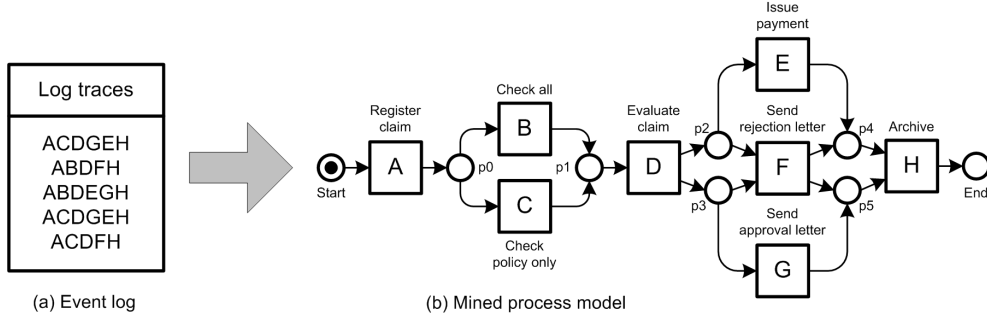 Log traces
ACDGEH
ABDFH
ABDEGH
ACDGEH
ACDFH
(a) Event log
Start
Register
claim
A
p0
Check all
B
C
Check
policy only
p1
Evaluate
claim
D
p2
p3
Issue
payment
E
Send
rejection letter
F
Send
approval letter
G
p4
p5
Archive
H
End
(b) Mined process model